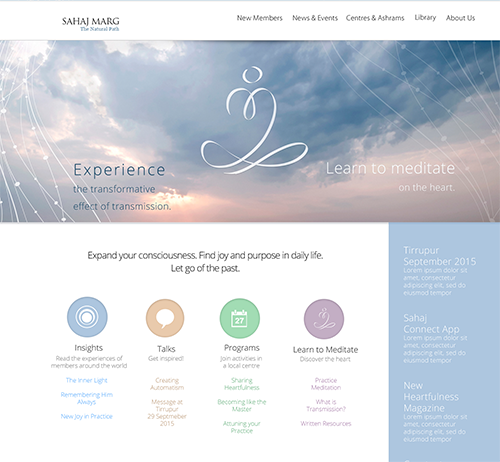 SAHAJ MARG
The Natural Path
New Members News & Events Centres & Ashrams Library About Us
Experience
the transformative
effect of transmission.
Learn to meditate
on the heart.
Expand your consciousness. Find joy and purpose in daily life.
Let go of the past.
27
Insights
Read the experiences of
members around the world
The Inner Light
Remembering Him
Always
New Joy in Practice
Talks
Get Inspired!
Creating
Automatism
Message at
Tirrupur
29 Septmeber
2015
Programs
Join activities in
a local centre
Sharing
Heartfulness
Becoming like the
Master
Atturing your
Practice
Learn to Meditate
Discover the heart
Practice
Meditation
What is
Transmission?
Written Resources
Tirrupur
September 2015
Lorem ipsum dolor sit
amet, consectetur
adipiscing elit, sed do
eiusmod tempor
Sahaj
Connect App
Lorem ipsum dolor sit
amet, consectetur
adipiscing elit, sed do
eiusmod tempor
New
Heartfulness
Magazine
Lorem ipsum dolor sit
amet, consectetur
adipiscing elit, sed do
eiusmod tempor